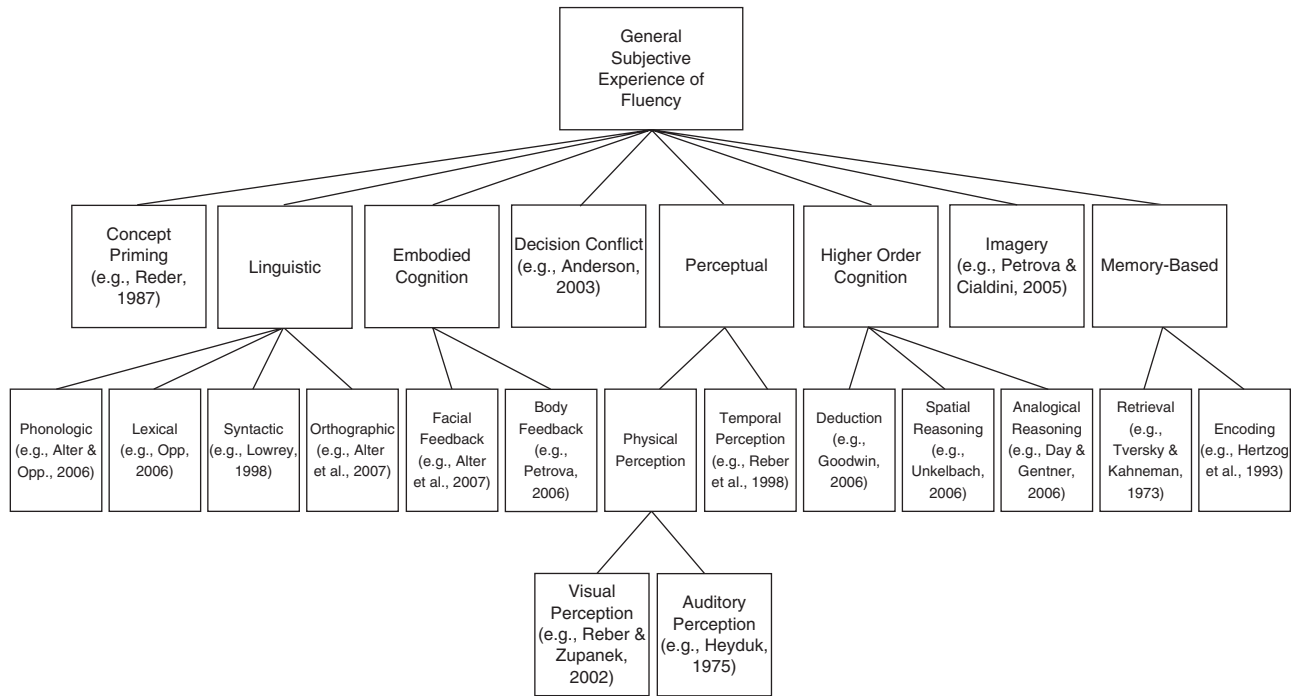 General
Subjective
Experience of
Fluency
Concept
Priming
(e.g., Reder,
1987)
Linguistic
Embodied
Cognition
Decision Conflict
(e.g., Anderson,
2003)
Perceptual
Higher Order
Cognition
Imagery
(e.g., Petrova &
Cialdini, 2005)
Memory-Based
Phonologic
(e.g., Alter
& Opp., 2006)
Lexical
(e.g., Opp,
2006)
Syntactic
(e.g., Lowrey,
1998)
Orthographic
(e.g., Alter
et al., 2007)
Facial
Feedback
(e.g., Alter
et al., 2007)
Body
Feedback
(e.g.,
Petrova,
2006)
Physical
Perception
Temporal
Perception
(e.g., Reber
et al., 1998)
Deduction
(e.g.,
Goodwin,
2006)
Spatial
Reasoning
(e.g.,
Unkelbach,
2006)
Analogical
Reasoning
(e.g., Day &
Gentner,
2006)
Retrieval
(e.g.,
Tversky &
Kahneman,
1973)
Encoding
(e.g., Hertzog
et al., 1993)
Visual
Perception
(e.g., Reber &
Zupanek,
2002)
Auditory
Perception
(e.g., Heyduk,
1975)